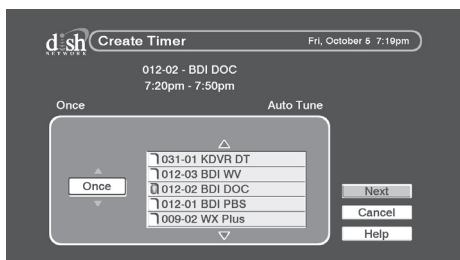 dish NETWORK
Create Timer
Fri, October 5 7:19pm
012-02 - BDI DOC
7:20pm - 7:50pm
Once
Auto Tune
031-01 KDVR DT
012-03 BDI WV
Once
012-02 BDI DOC
Next
012-01 BDI PBS
Cancel
009-02 WX Plus
Help